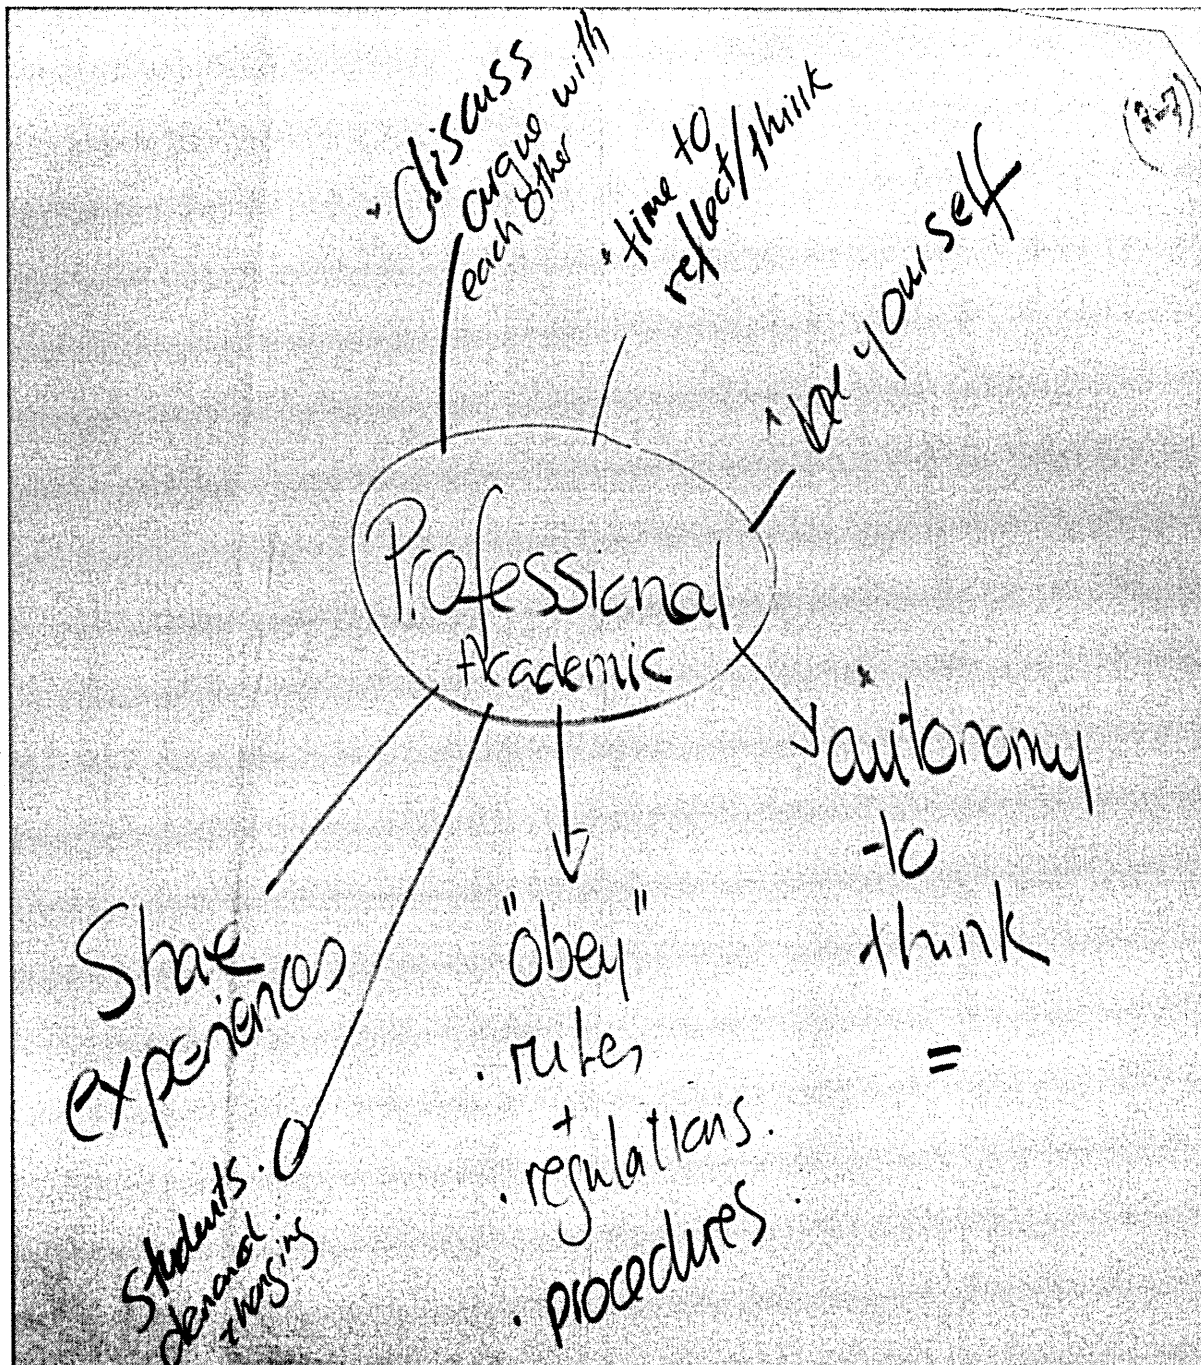 · discuss
argue with
each other
· time to
reflect/think
· be yourself
Professional
Academic
autonomy
to
think
=
Share
experiences
"obey"
. rules
+
. regulations.
. procedures.
Students.
demand
changing